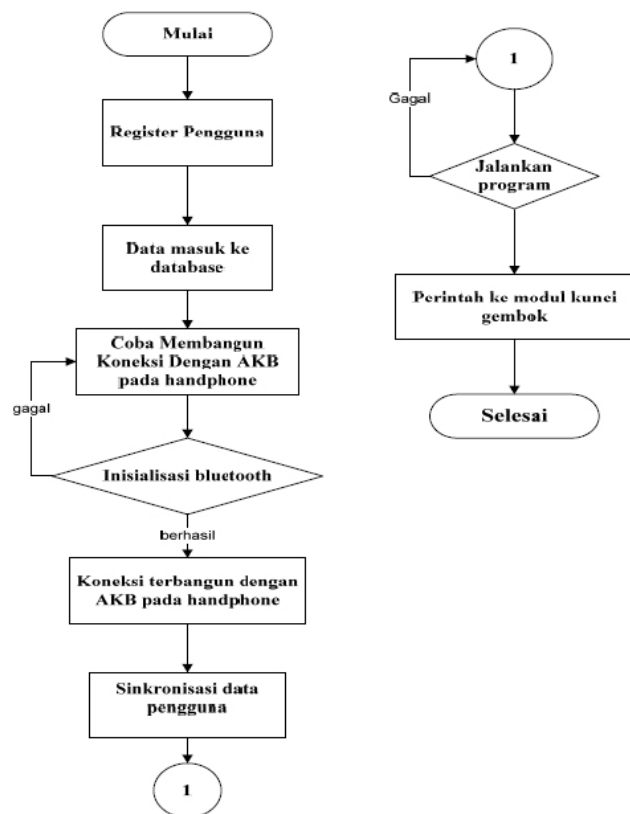 Mulai
Register Pengguna
Data masuk ke
database
Coba Membangun
Koneksi Dengan AKB
pada handphone
gagal
Inisialisasi bluetooth
berhasil
Koneksi terbangun dengan
AKB pada handphone
Sinkronisasi data
pengguna
1
1
Gagal
Jalankan
program
Perintah ke modul kunci
gembok
Selesai